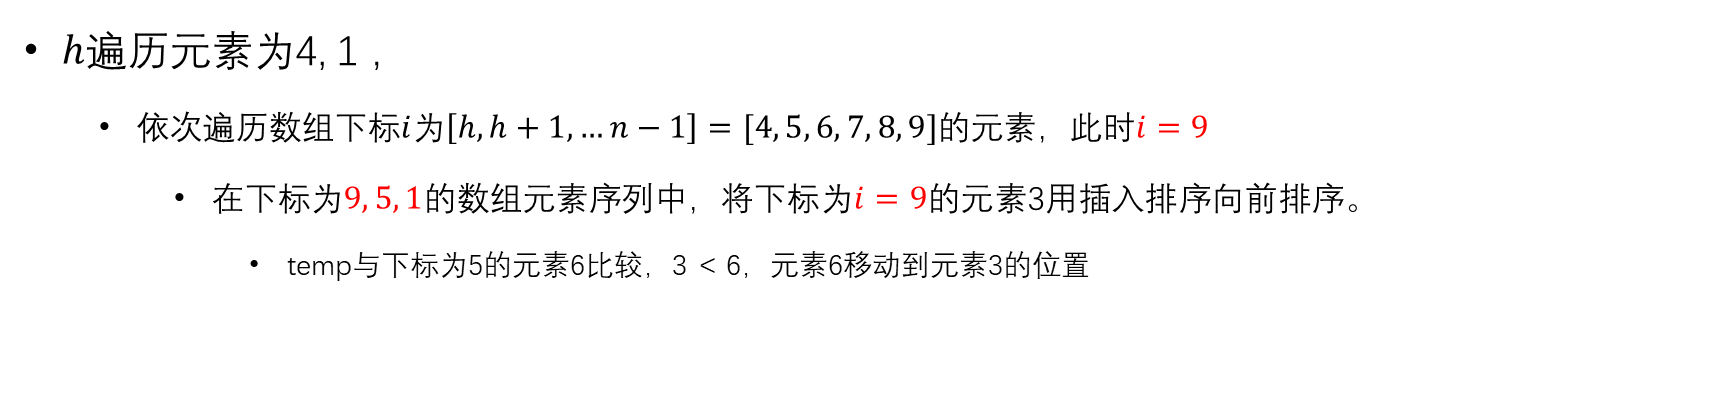 • h遍历元素为4, 1 ,
• 依次遍历数组下标i为[h, h + 1, … n − 1] = [4, 5, 6, 7, 8, 9]的元素，此时i = 9
• 在下标为9, 5, 1的数组元素序列中，将下标为i = 9的元素3用插入排序向前排序。
• temp与下标为5的元素6比较，3 < 6，元素6移动到元素3的位置